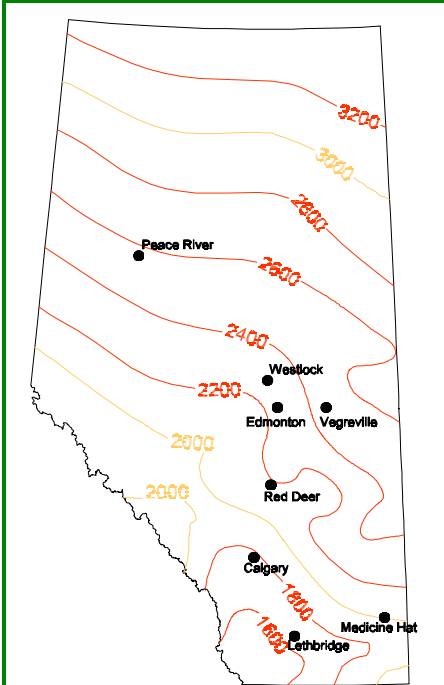 3200
3000
2800
Peace River
2600
2400
Westlock
2200
Edmonton
Vegreville
2000
2000
Red Deer
Calgary
1800
Medicine Hat
1600
Lethbridge